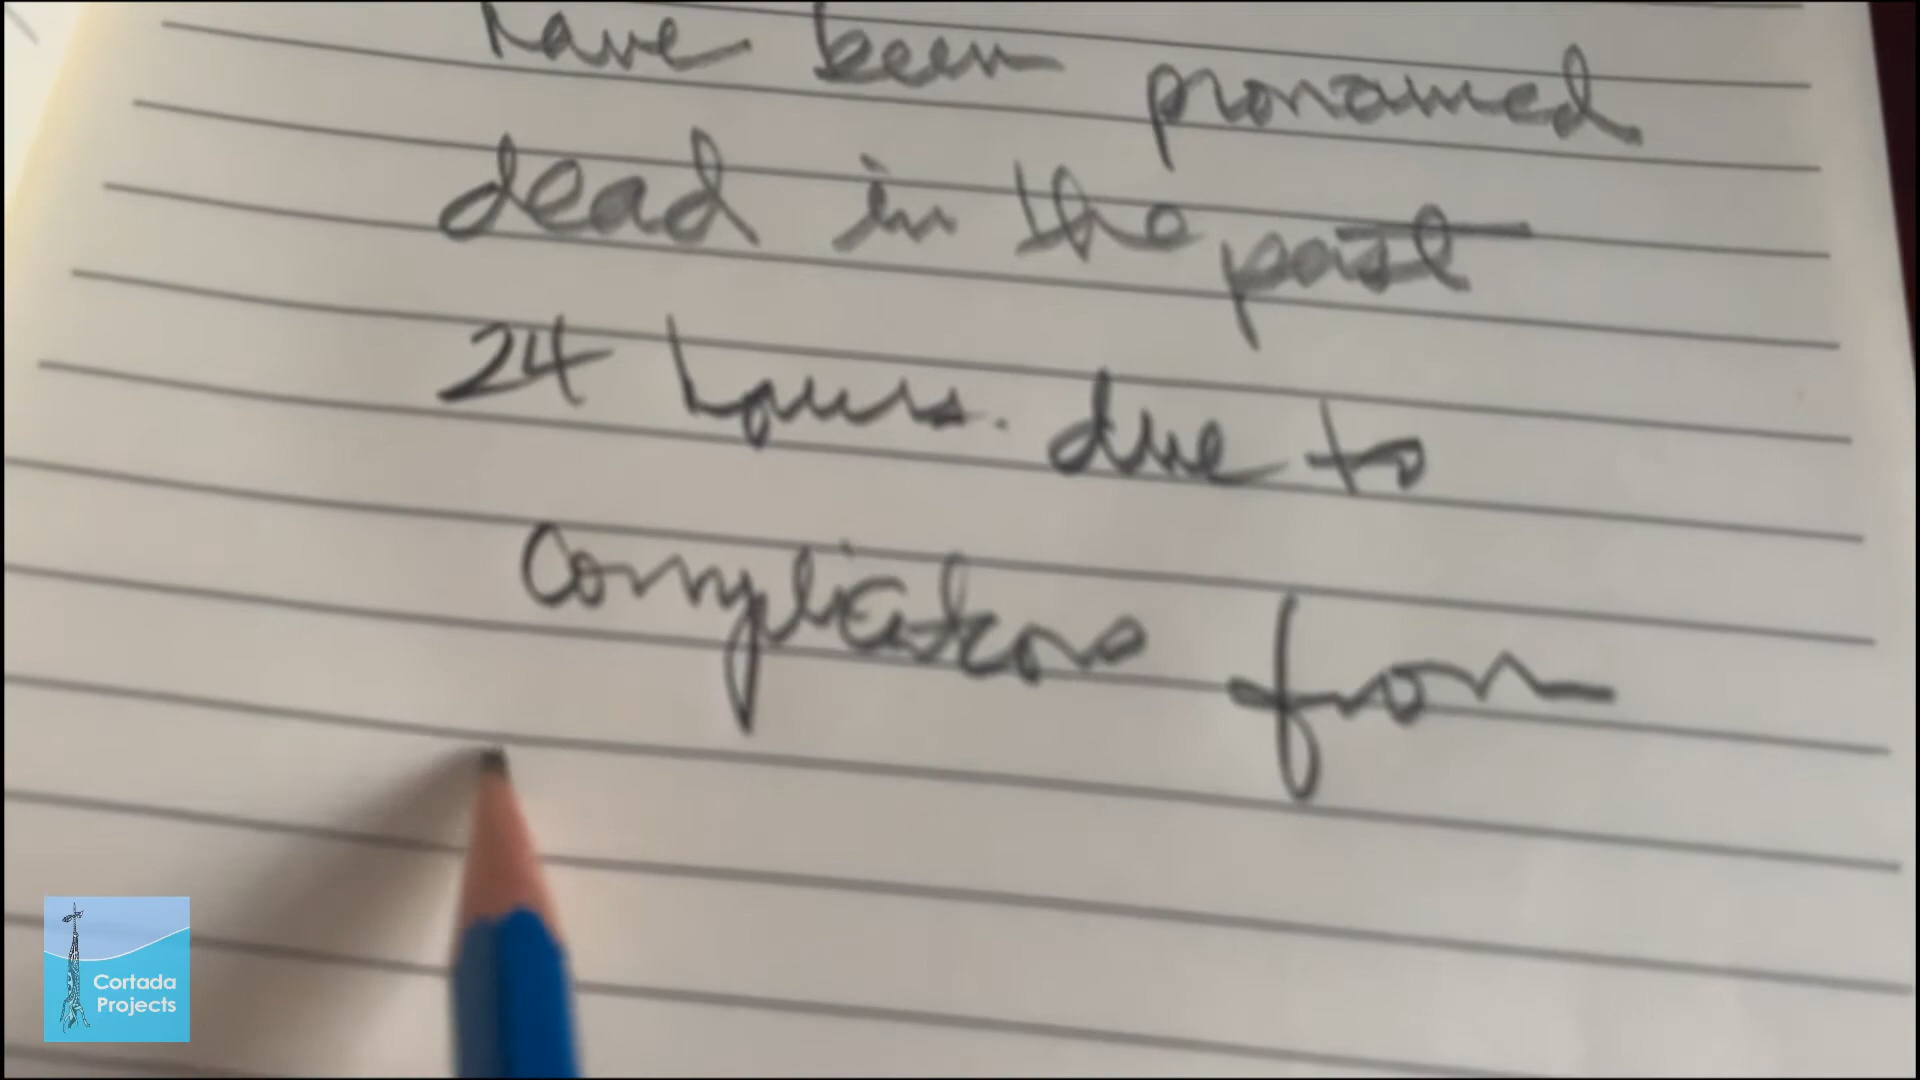 have been pronounced
dead in the past
24 hours. due to
complications from
Cortada
Projects